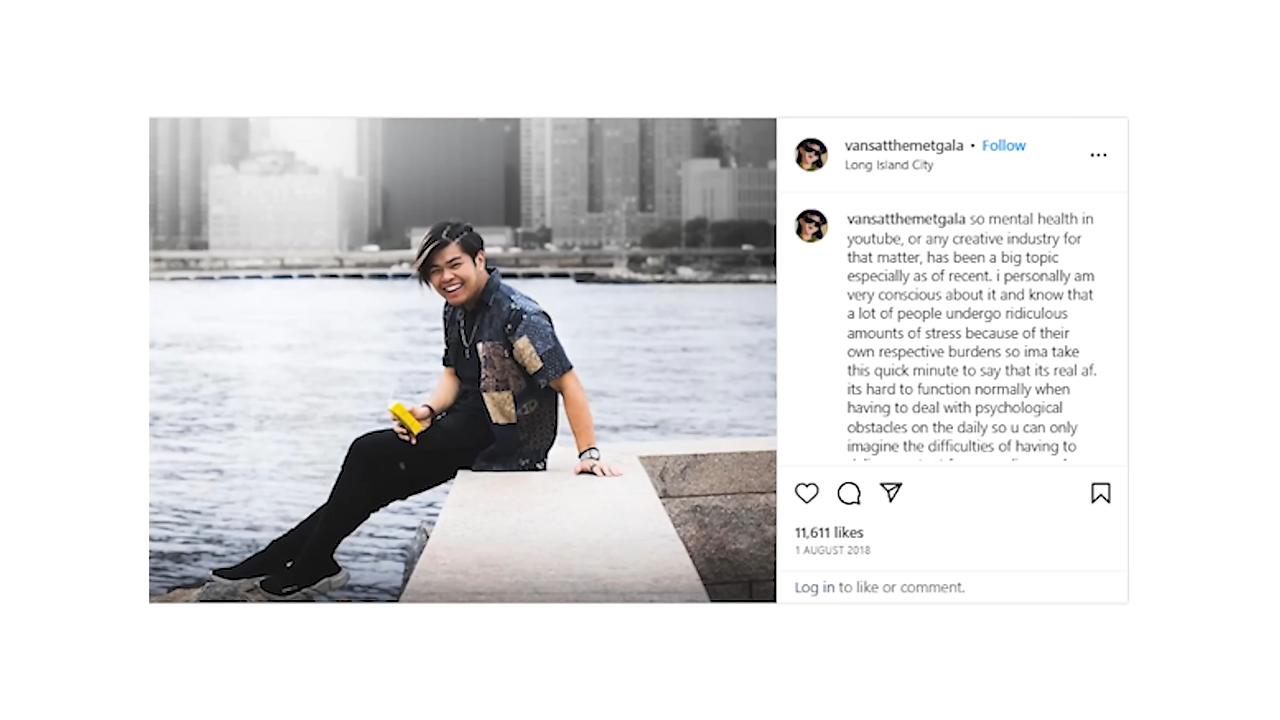 vansatthemetgala • Follow
Long Island City
vansatthemetgala so mental health in
youtube, or any creative industry for
that matter, has been a big topic
especially as of recent. i personally am
very conscious about it and know that
a lot of people undergo ridiculous
amounts of stress because of their
own respective burdens so ima take
this quick minute to say that its real af.
its hard to function normally when
having to deal with psychological
obstacles on the daily so u can only
imagine the difficulties of having to
11,611 likes
1 AUGUST 2018
Log in to like or comment.